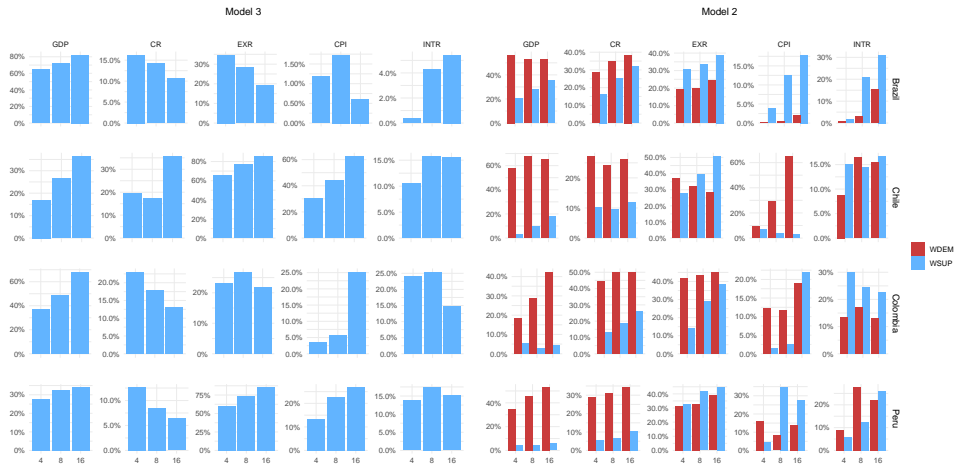 Model 3
Model 2
GDP CR EXR CPI INTR
GDP CR EXR CPI INTR
80% 60% 40% 20% 0%
15.0% 10.0% 5.0% 0.0%
30% 20% 10% 0%
1.5% 1.0% 0.5% 0.0%
4.0% 2.0% 0.0%
40% 20% 0%
40.0% 30.0% 20.0% 10.0% 0.0%
40.0% 30.0% 20.0% 10.0% 0.0%
15.0% 10.0% 5.0% 0.0%
30% 20% 10% 0%
Brazil
30% 20% 10% 0%
30% 20% 10% 0%
80% 60% 40% 20% 0%
60% 40% 20% 0%
15.0% 10.0% 5.0% 0.0%
60% 40% 20% 0%
20% 10% 0%
50.0% 40.0% 30.0% 20.0% 10.0% 0.0%
60% 40% 20% 0%
15.0% 10.0% 5.0% 0.0%
Chile
WDEM
WSUP
60% 40% 20% 0%
20.0% 15.0% 10.0% 5.0% 0.0%
20% 10% 0%
25.0% 20.0% 15.0% 10.0% 5.0% 0.0%
25.0% 20.0% 15.0% 10.0% 5.0% 0.0%
40.0% 30.0% 20.0% 10.0% 0.0%
50.0% 40.0% 30.0% 20.0% 10.0% 0.0%
50.0% 40.0% 30.0% 20.0% 10.0% 0.0%
20.0% 15.0% 10.0% 5.0% 0.0%
30% 20% 10% 0%
Colombia
30% 20% 10% 0%
10.0% 5.0% 0.0%
75% 50% 25% 0%
20% 10% 0%
15.0% 10.0% 5.0% 0.0%
40% 20% 0%
30% 20% 10% 0%
40.0% 30.0% 20.0% 10.0% 0.0%
40.0% 30.0% 20.0% 10.0% 0.0%
20% 10% 0%
Peru
4 8 16 4 8 16 4 8 16 4 8 16 4 8 16
4 8 16 4 8 16 4 8 16 4 8 16 4 8 16